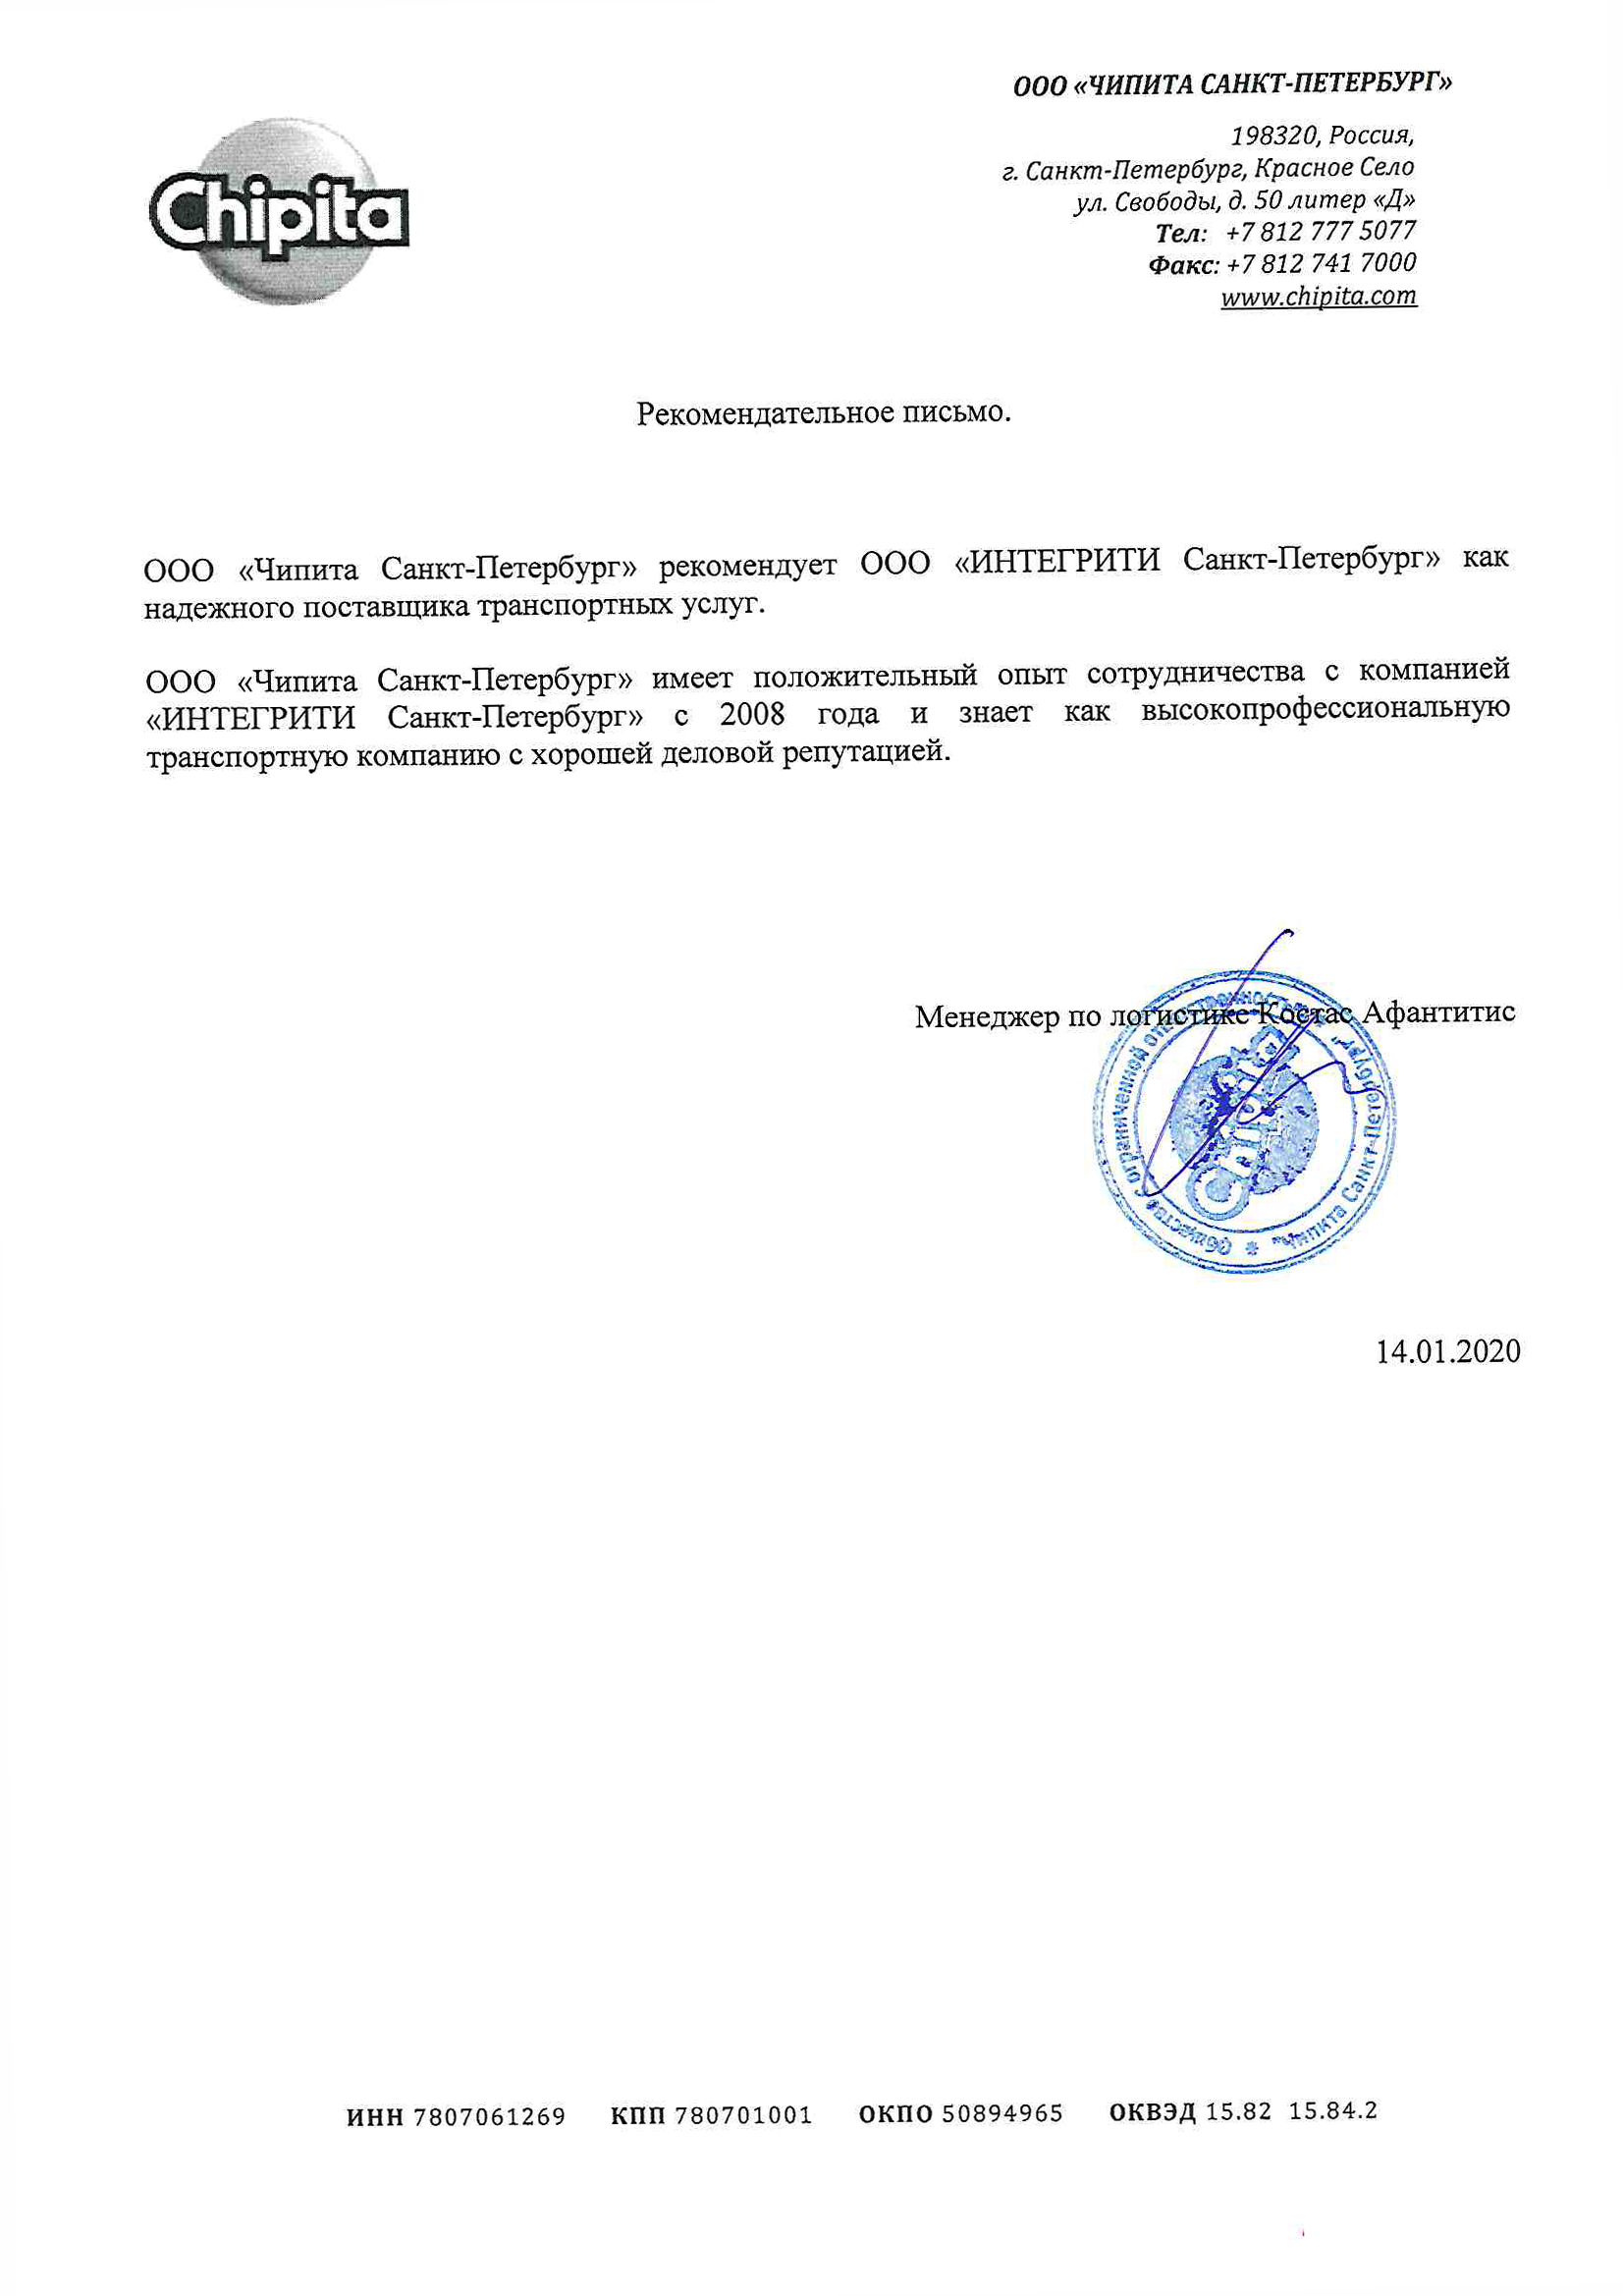 Chipita
ООО «ЧИПИТА САНКТ-ПЕТЕРБУРГ»
198320, Россия,
г. Санкт-Петербург, Красное Село
ул. Свободы, д. 50 литер «Д»
Тел: +7 812 777 5077
Факс: +7 812 741 7000
www.chipita.com
Рекомендательное письмо.
ООО «Чипита Санкт-Петербург» рекомендует ООО «ИНТЕГРИТИ Санкт-Петербург» как
надежного поставщика транспортных услуг.
ООО «Чипита Санкт-Петербург» имеет положительный опыт сотрудничества с компанией
«ИНТЕГРИТИ Санкт-Петербург» с 2008 года и знает как высокопрофессиональную
транспортную компанию с хорошей деловой репутацией.
Менеджер по логистике Костас Афантитис
Общество с ограниченной ответственностью
"Чипита Санкт-Петербург"
Chipita
14.01.2020
ИНН 7807061269 КПП 780701001 ОКПО 50894965 ОКВЭД 15.82 15.84.2